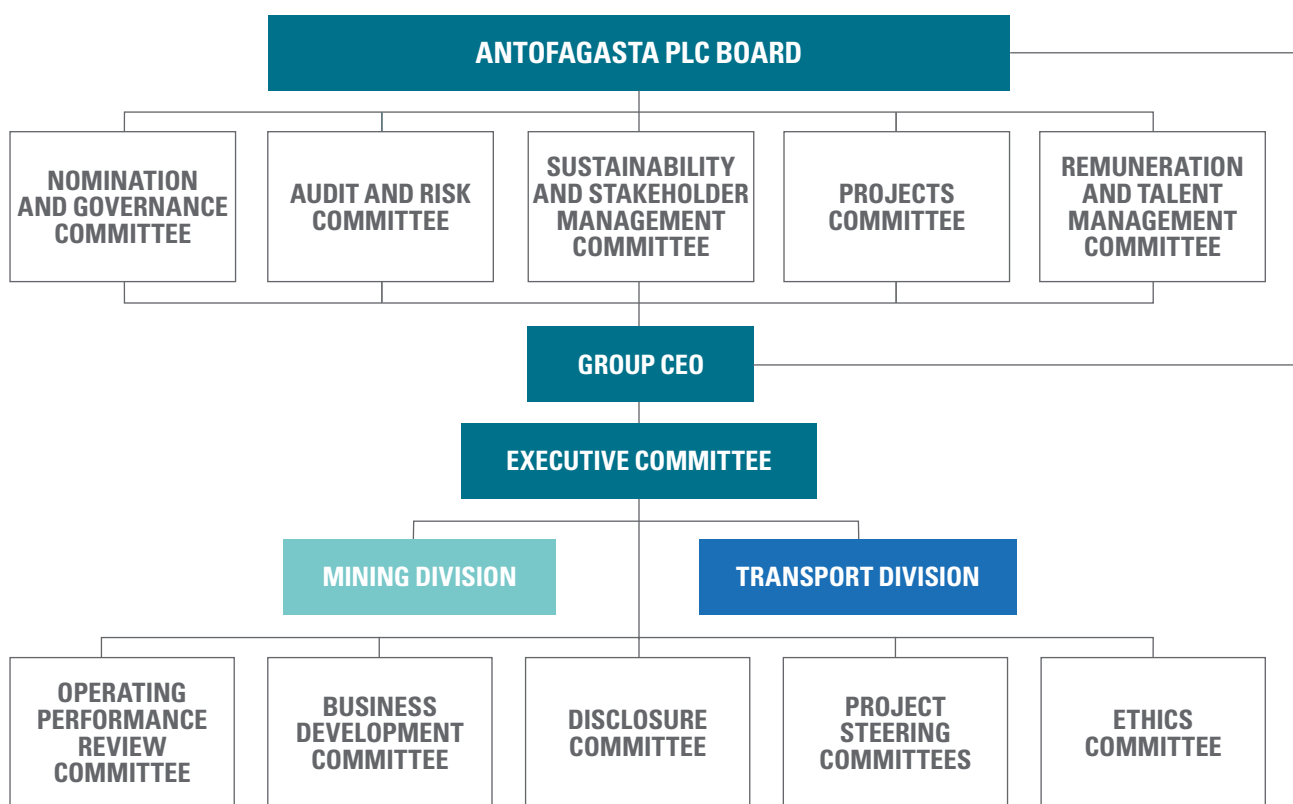 ANTOFAGASTA PLC BOARD
NOMINATION
AND GOVERNANCE
COMMITTEE
AUDIT AND RISK
COMMITTEE
SUSTAINABILITY
AND STAKEHOLDER
MANAGEMENT
COMMITTEE
PROJECTS
COMMITTEE
REMUNERATION
AND TALENT
MANAGEMENT
COMMITTEE
GROUP CEO
EXECUTIVE COMMITTEE
MINING DIVISION
TRANSPORT DIVISION
OPERATING
PERFORMANCE
REVIEW
COMMITTEE
BUSINESS
DEVELOPMENT
COMMITTEE
DISCLOSURE
COMMITTEE
PROJECT
STEERING
COMMITTEES
ETHICS
COMMITTEE